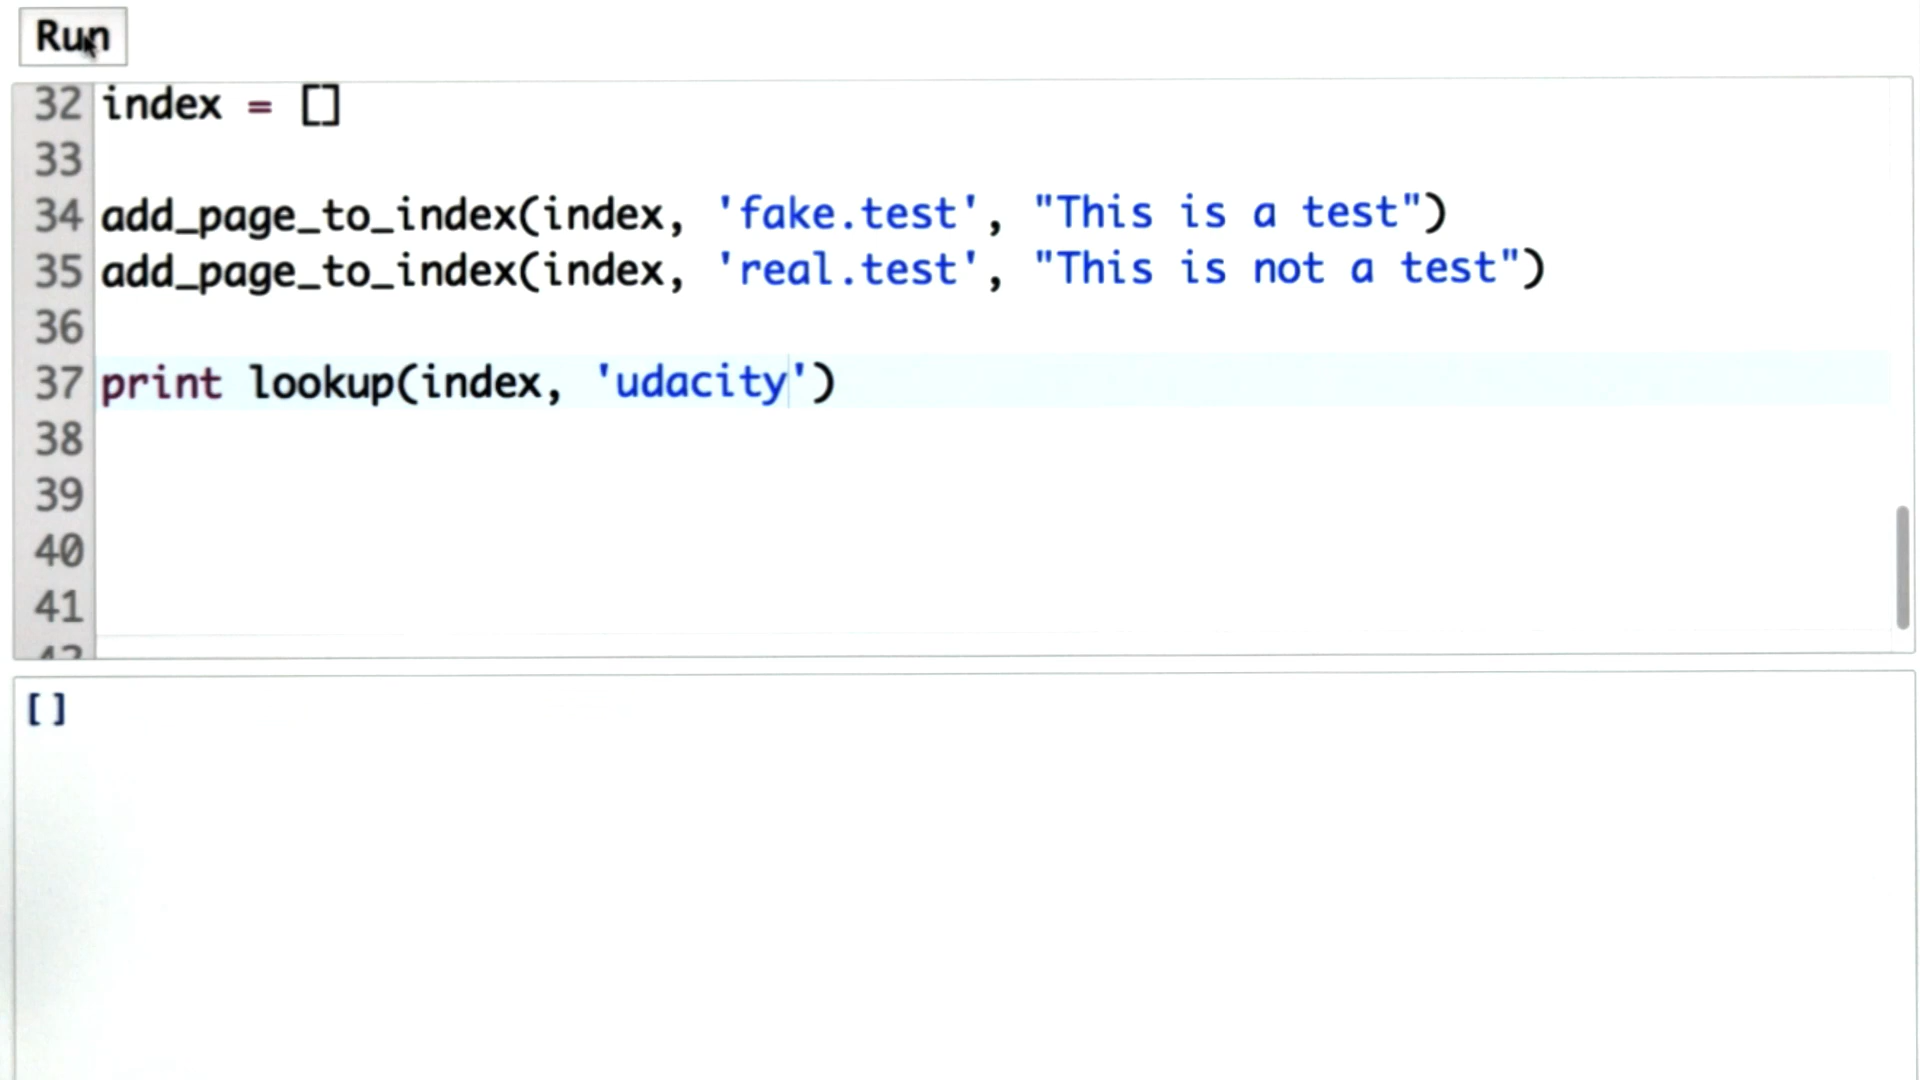 Run
32 index = []
33
34 add_page_to_index(index, 'fake.test', "This is a test")
35 add_page_to_index(index, 'real.test', "This is not a test")
36
37 print lookup(index, 'udacity')
38
39
40
41
42
[]